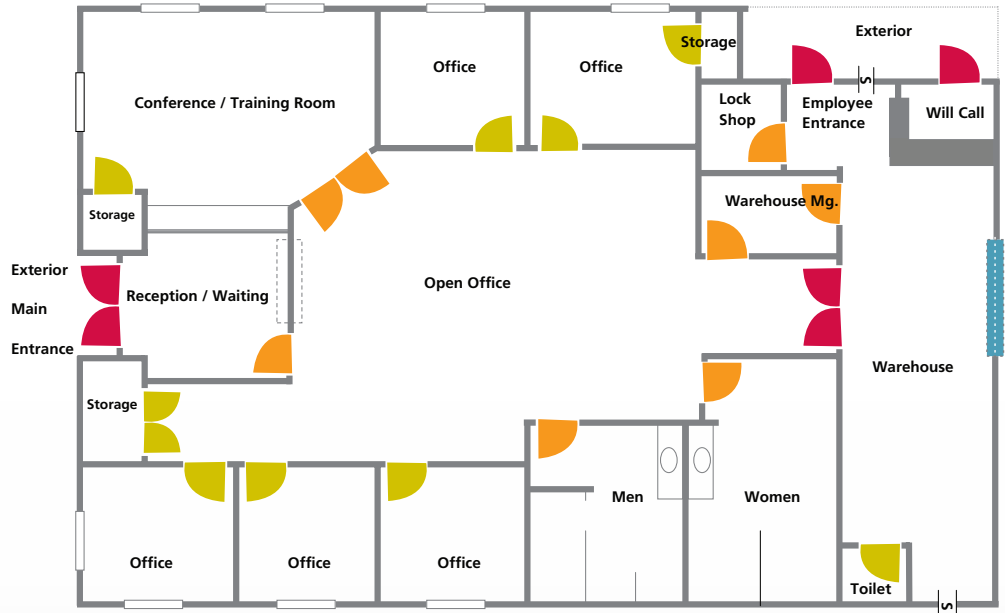 Exterior
Storage
Office
Office
Conference / Training Room
Lock
Shop
Employee
Entrance
Will Call
Storage
Warehouse Mg.
Exterior
Main
Entrance
Reception / Waiting
Open Office
Warehouse
Storage
Men
Women
Office
Office
Office
Toilet
S
S